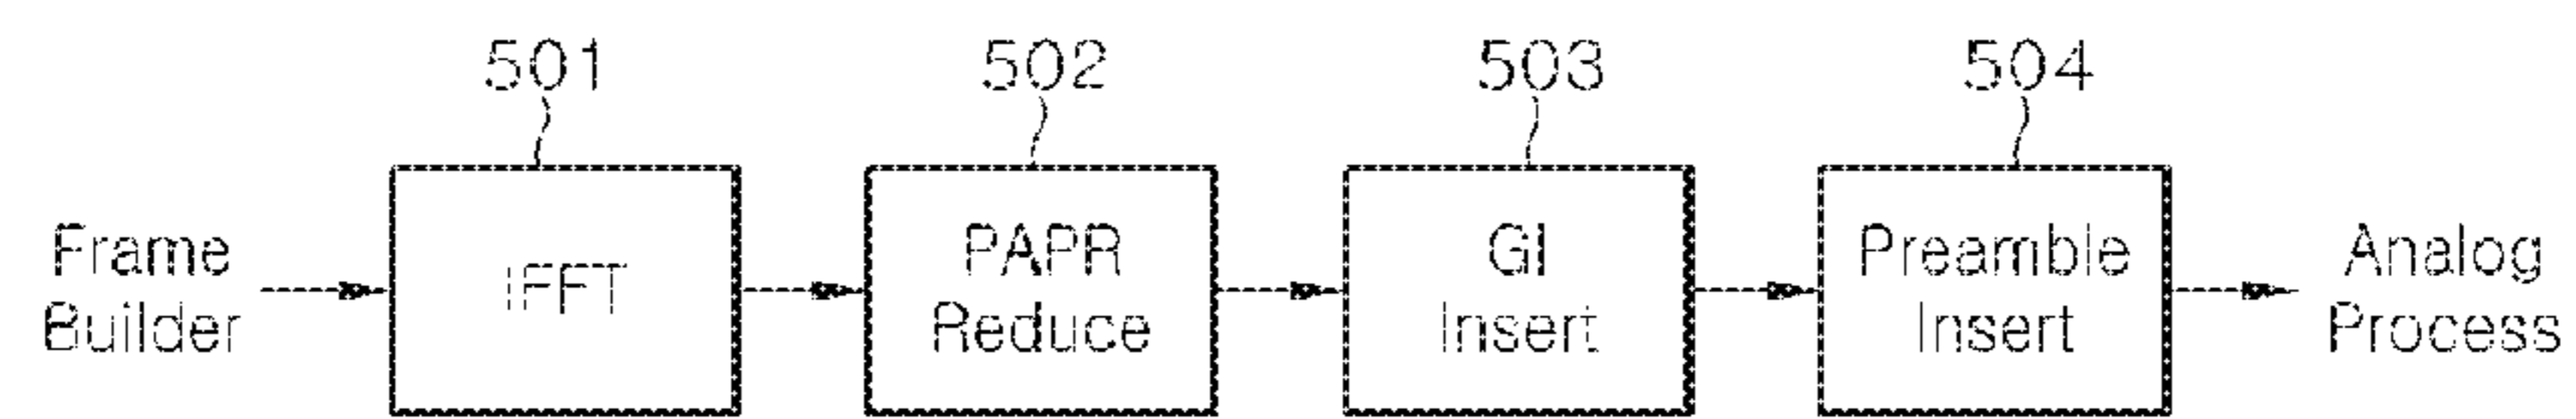 501
502
503
504
Frame
Builder
IFFT
PAPR
Reduce
GI
Insert
Preamble
Insert
Analog
Process